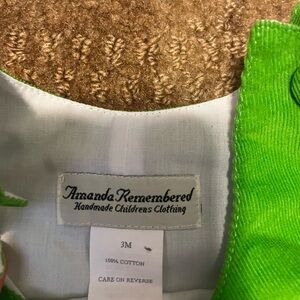 Amanda Remembered
Handmade Childrens Clothing
3M
100% COTTON
CARE ON REVERSE